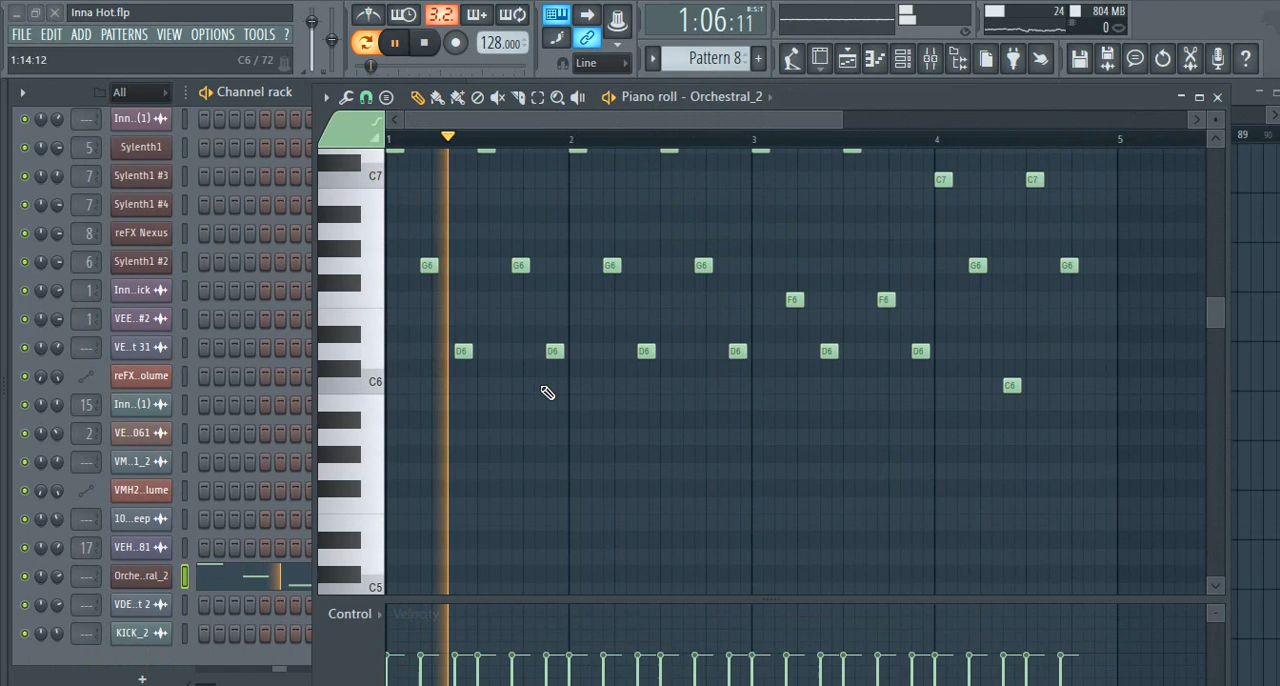 Inna Hot.flp
FILE EDIT ADD PATTERNS VIEW OPTIONS TOOLS ?
1:14:12 C6 / 72
3.2
128.000
Line
1:06:11 B:S:T
Pattern 8 +
24 804 MB
0
All Channel rack
Piano roll - Orchestral_2
1 2 3 4 5
89
--- Inn..(1)
5 Sylenth1
7 Sylenth1 #3
7 Sylenth1 #4
8 reFX Nexus
6 Sylenth1 #2
1 Inn..ick
1 VEE..#2
--- VE..t 31
reFX..olume
15 Inn..(1)
2 VE..061
--- VM..1_2
VMH2..lume
--- 10...eep
17 VEH..81
--- Orche..ral_2
--- VDE..t 2
--- KICK_2
+
C7 C7 C7
G6 G6 G6 G6 G6 G6
F6 F6
D6 D6 D6 D6 D6 D6
C6 C6
C5
Control Velocity